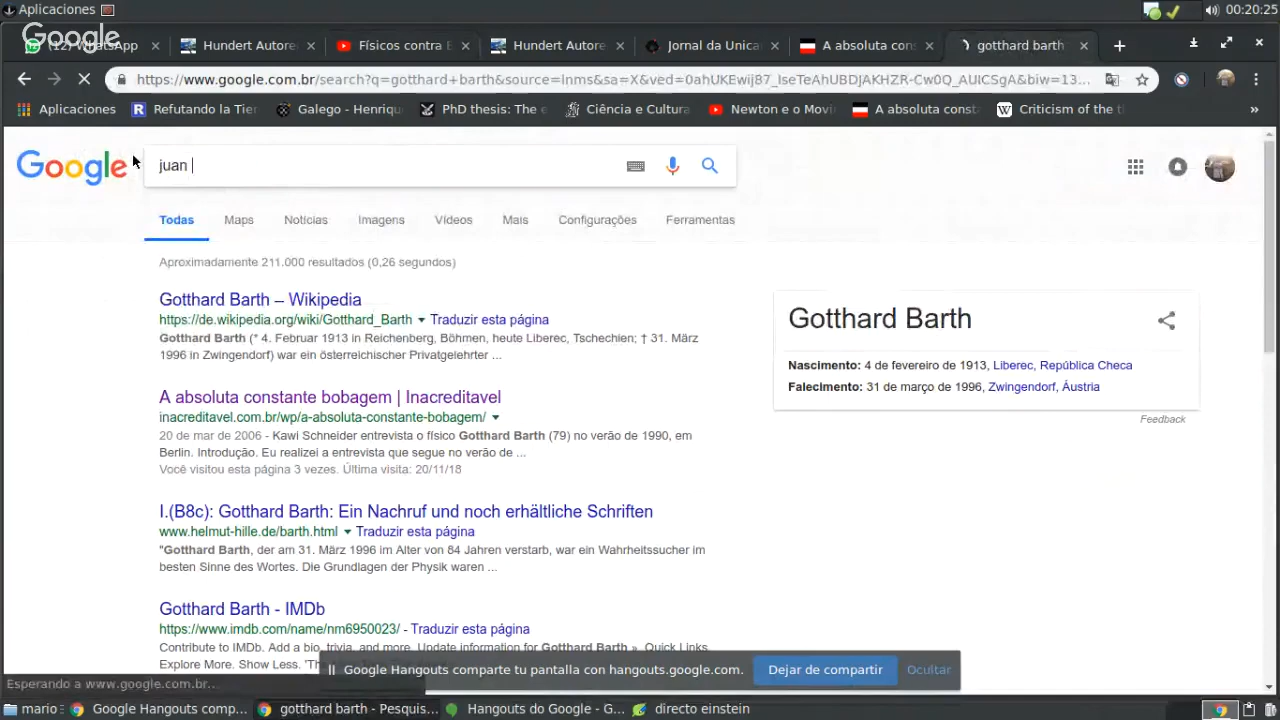 Aplicaciones
00:20:25
Google
(12) WhatsApp
Hundert Autore
Físicos contra E
Hundert Autore
Jornal da Unica
A absoluta cons
gotthard barth
https://www.google.com.br/search?q=gotthard+barth&source=lnms&sa=X&ved=0ahUKEwij87_IseTeAhUBDJAKHZR-Cw0Q_AUICSgA&biw=13...
Aplicaciones
Refutando la Tier
Galego - Henriqu
PhD thesis: The e
Ciência e Cultura
Newton e o Movi
A absoluta const
Criticism of the t
Google
juan
Todas
Maps
Notícias
Imagens
Vídeos
Mais
Configurações
Ferramentas
Aproximadamente 211.000 resultados (0,26 segundos)
Gotthard Barth – Wikipedia
https://de.wikipedia.org/wiki/Gotthard_Barth ▾ Traduzir esta página
Gotthard Barth (* 4. Februar 1913 in Reichenberg, Böhmen, heute Liberec, Tschechien; † 31. März
1996 in Zwingendorf) war ein österreichischer Privatgelehrter ...
A absoluta constante bobagem | Inacreditavel
inacreditavel.com.br/wp/a-absoluta-constante-bobagem/ ▾
20 de mar de 2006 - Kawi Schneider entrevista o físico Gotthard Barth (79) no verão de 1990, em
Berlin. Introdução. Eu realizei a entrevista que segue no verão de ...
Você visitou esta página 3 vezes. Última visita: 20/11/18
I.(B8c): Gotthard Barth: Ein Nachruf und noch erhältliche Schriften
www.helmut-hille.de/barth.html ▾ Traduzir esta página
"Gotthard Barth, der am 31. März 1996 im Alter von 84 Jahren verstarb, war ein Wahrheitssucher im
besten Sinne des Wortes. Die Grundlagen der Physik waren ...
Gotthard Barth - IMDb
https://www.imdb.com/name/nm6950023/ - Traduzir esta página
Contribute to IMDb. Add a bio, trivia, and more. Update information for Gotthard Barth ». Quick Links.
Explore More. Show Less.
Gotthard Barth
Nascimento: 4 de fevereiro de 1913, Liberec, República Checa
Falecimento: 31 de março de 1996, Zwingendorf, Áustria
Feedback
Google Hangouts comparte tu pantalla con hangouts.google.com.
Dejar de compartir
Ocultar
Esperando a www.google.com.br...
mario
Google Hangouts comp...
gotthard barth - Pesquis...
Hangouts do Google - G...
directo einstein